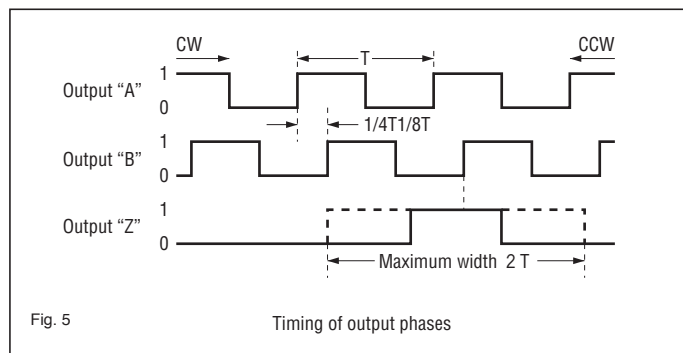 CW
T
CCW
1
Output “A”
0
1/4T1/8T
1
Output “B”
0
1
Output “Z”
0
Maximum width 2 T
Fig. 5
Timing of output phases